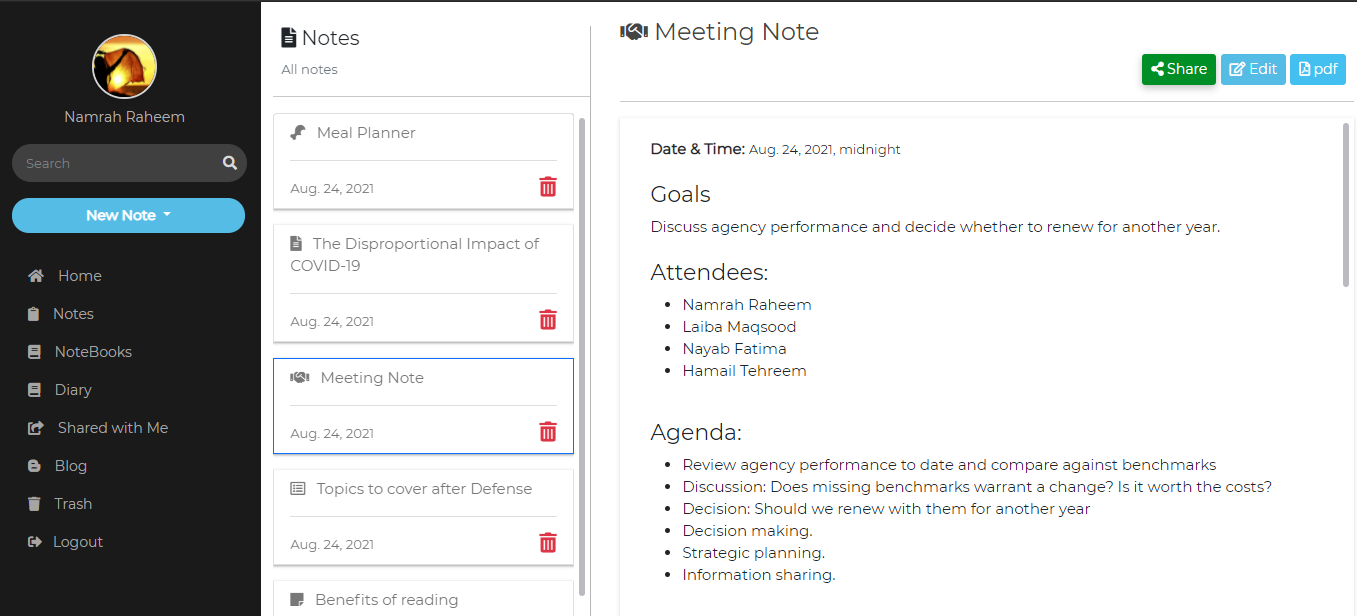 Namrah Raheem
Search
New Note
Home
Notes
NoteBooks
Diary
Shared with Me
Blog
Trash
Logout
Notes
All notes
Meal Planner
Aug. 24, 2021
The Disproportional Impact of
COVID-19
Aug. 24, 2021
Meeting Note
Aug. 24, 2021
Topics to cover after Defense
Aug. 24, 2021
Benefits of reading
Meeting Note
Share
Edit
pdf
Date & Time: Aug. 24, 2021, midnight
Goals
Discuss agency performance and decide whether to renew for another year.
Attendees:
Namrah Raheem
Laiba Maqsood
Nayab Fatima
Hamail Tehreem
Agenda:
Review agency performance to date and compare against benchmarks
Discussion: Does missing benchmarks warrant a change? Is it worth the costs?
Decision: Should we renew with them for another year
Decision making.
Strategic planning.
Information sharing.